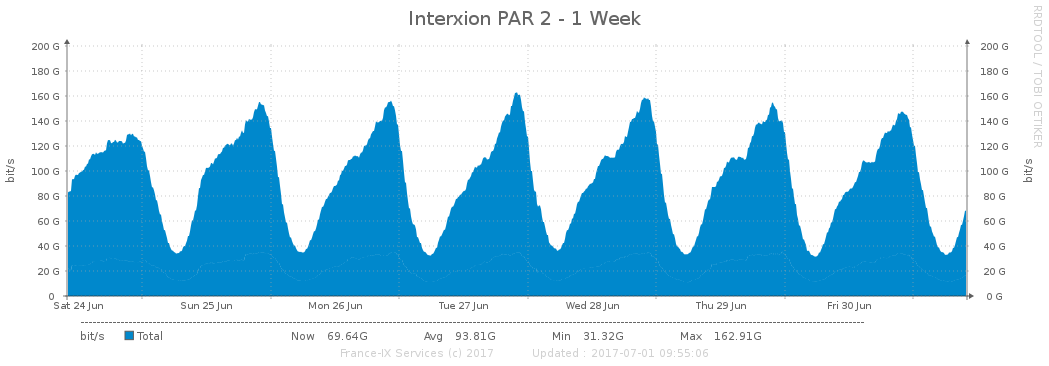 Interxion PAR 2 - 1 Week
RRDTOOL / TOBI OETIKER
200 G 200 G
180 G 180 G
160 G 160 G
140 G 140 G
120 G 120 G
100 G 100 G
80 G 80 G
60 G 60 G
40 G 40 G
20 G 20 G
0 0 G
bit/s bit/s
Sat 24 Jun Sun 25 Jun Mon 26 Jun Tue 27 Jun Wed 28 Jun Thu 29 Jun Fri 30 Jun
bit/s Total Now 69.64G Avg 93.81G Min 31.32G Max 162.91G
France-IX Services (c) 2017 Updated : 2017-07-01 09:55:06